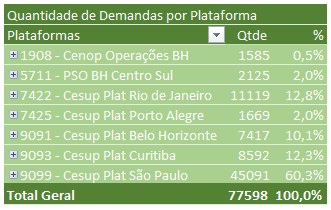 Quantidade de Demandas por Plataforma
Plataformas Qtde %
1908 - Cenop Operações BH 1585 0,5%
5711 - PSO BH Centro Sul 2125 2,0%
7422 - Cesup Plat Rio de Janeiro 11119 12,8%
7425 - Cesup Plat Porto Alegre 1669 2,0%
9091 - Cesup Plat Belo Horizonte 7417 10,1%
9093 - Cesup Plat Curitiba 8592 12,3%
9099 - Cesup Plat São Paulo 45091 60,3%
Total Geral 77598 100,0%